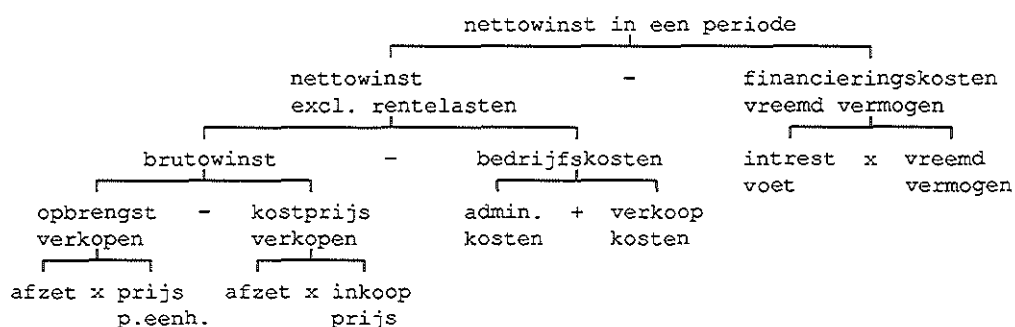 nettowinst in een periode
nettowinst - financieringskosten
excl. rentelasten vreemd vermogen
brutowinst - bedrijfskosten intrest x vreemd
voet vermogen
opbrengst - kostprijs admin. + verkoop
verkopen verkopen kosten kosten
afzet x prijs afzet x inkoop
p.eenh. prijs